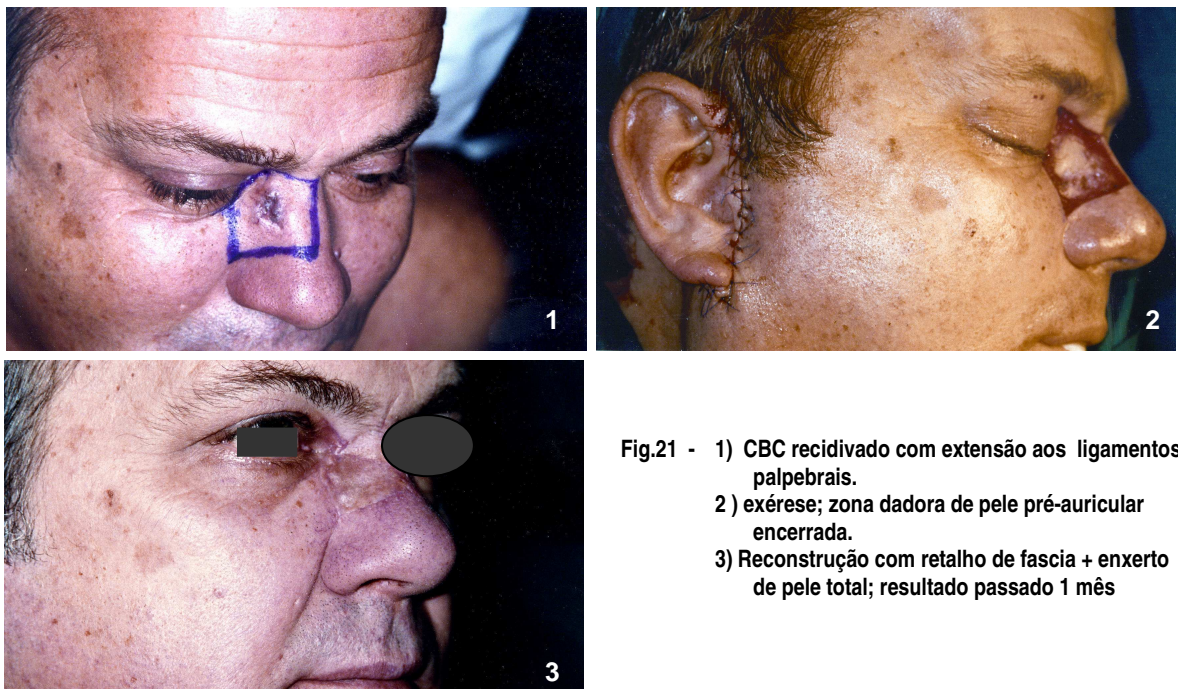 1
2
3
Fig.21 - 1) CBC recidivado com extensão aos ligamentos
palpebrais.
2 ) exérese; zona dadora de pele pré-auricular
encerrada.
3) Reconstrução com retalho de fascia + enxerto
de pele total; resultado passado 1 mês